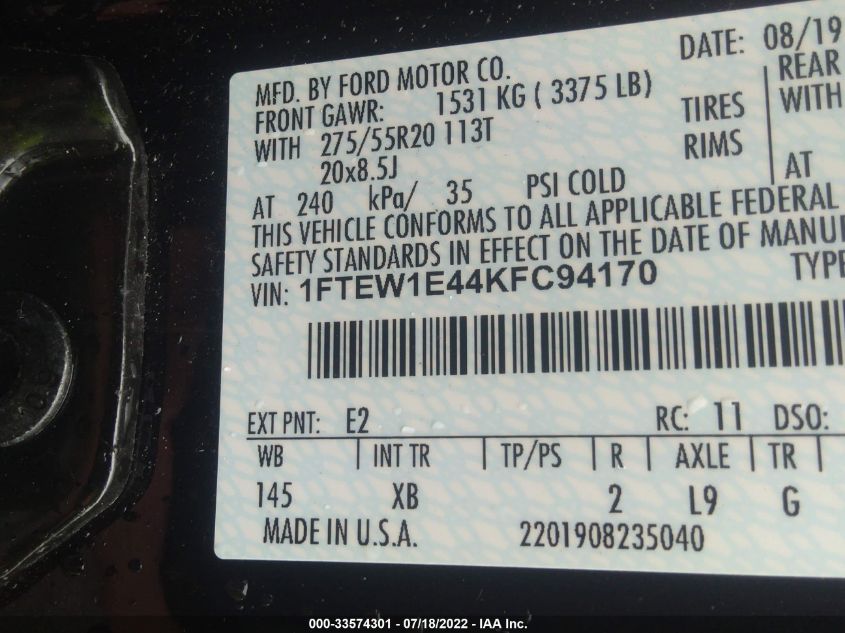 DATE: 08/19
MFD. BY FORD MOTOR CO.
FRONT GAWR: 1531 KG ( 3375 LB)
REAR
WITH 275/55R20 113T TIRES
WITH
20x8.5J RIMS
AT 240 kPa/ 35 PSI COLD
AT
THIS VEHICLE CONFORMS TO ALL APPLICABLE FEDERAL
SAFETY STANDARDS IN EFFECT ON THE DATE OF MANU
VIN: 1FTEW1E44KFC94170
TYPE
EXT PNT: E2 RC: 11 DSO:
WB | INT TR | TP/PS | R | AXLE | TR |
145 XB 2 L9 G
MADE IN U.S.A. 2201908235040
000-33574301 - 07/18/2022 - IAA Inc.